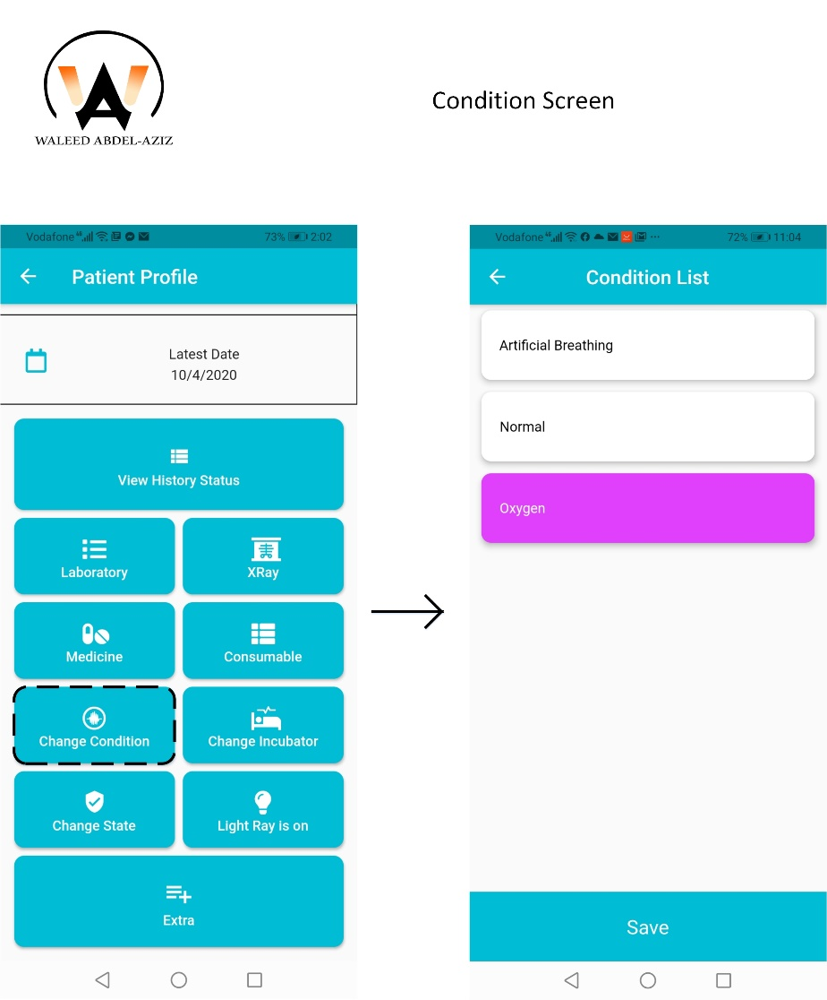 WALEED ABDEL-AZIZ
Condition Screen
Vodafone 4G 73% 2:02
Patient Profile
Latest Date
10/4/2020
View History Status
Laboratory
XRay
Medicine
Consumable
Change Condition
Change Incubator
Change State
Light Ray is on
Extra
Vodafone 4G 72% 11:04
Condition List
Artificial Breathing
Normal
Oxygen
Save